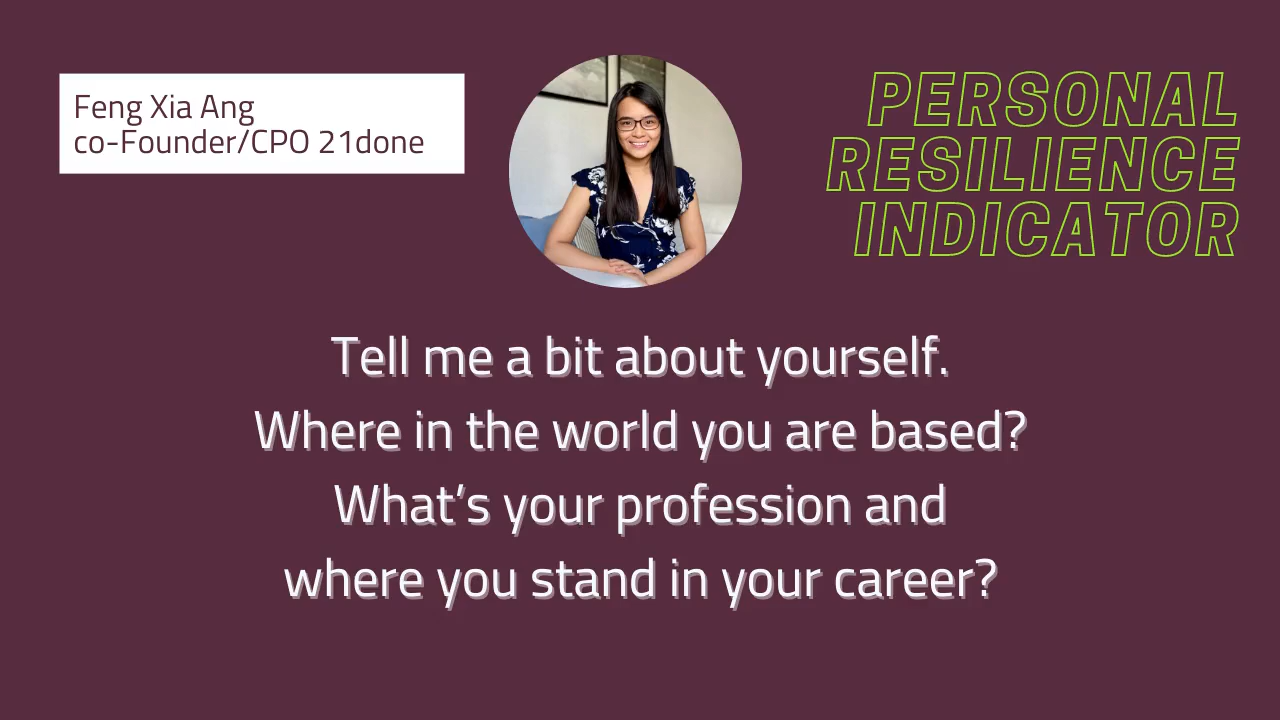 Feng Xia Ang
co-Founder/CPO 21done
PERSONAL
RESILIENCE
INDICATOR
Tell me a bit about yourself.
Where in the world you are based?
What’s your profession and
where you stand in your career?